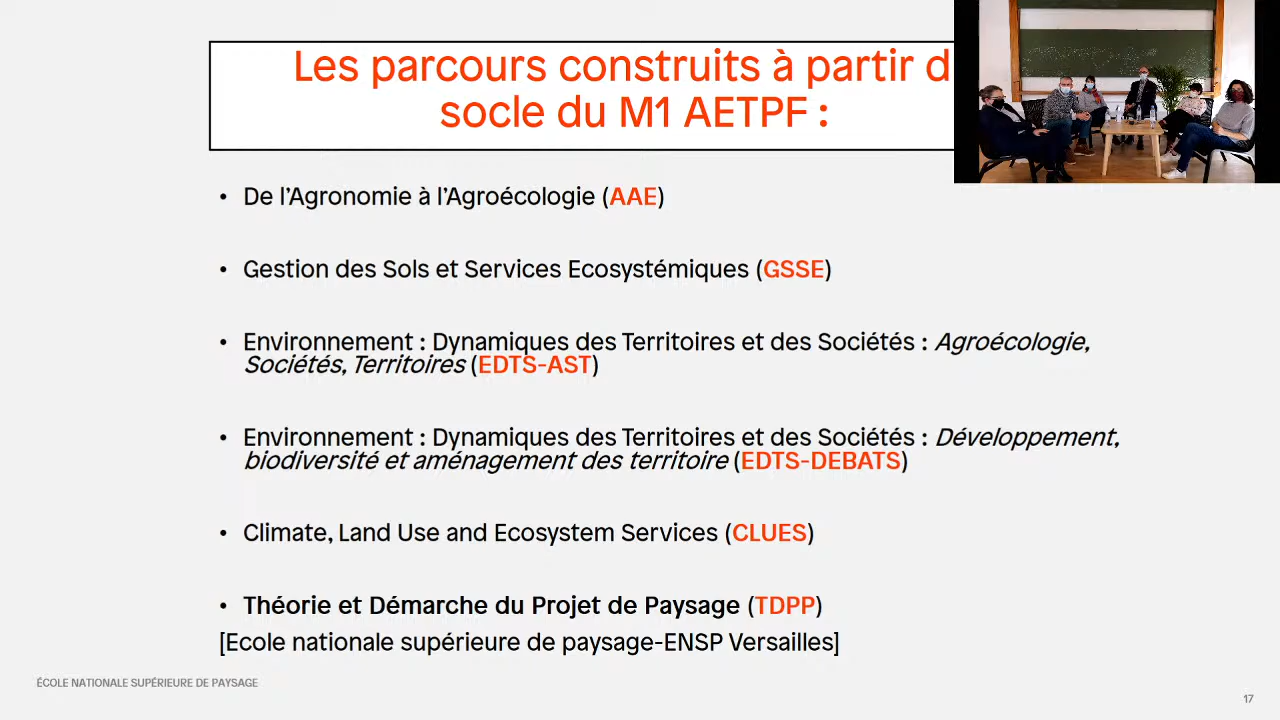 Les parcours construits à partir d
socle du M1 AETPF :
• De l’Agronomie à l’Agroécologie (AAE)
• Gestion des Sols et Services Ecosystémiques (GSSE)
• Environnement : Dynamiques des Territoires et des Sociétés : Agroécologie,
Sociétés, Territoires (EDTS-AST)
• Environnement : Dynamiques des Territoires et des Sociétés : Développement,
biodiversité et aménagement des territoire (EDTS-DEBATS)
• Climate, Land Use and Ecosystem Services (CLUES)
• Théorie et Démarche du Projet de Paysage (TDPP)
[Ecole nationale supérieure de paysage-ENSP Versailles]
ÉCOLE NATIONALE SUPÉRIEURE DE PAYSAGE
17